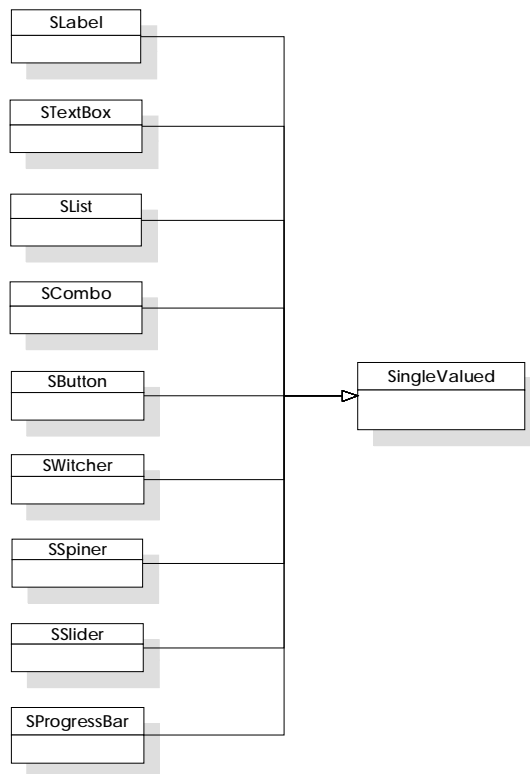 SLabel
STextBox
SList
SCombo
SButton
SWitcher
SSpiner
SSlider
SProgressBar
SingleValued